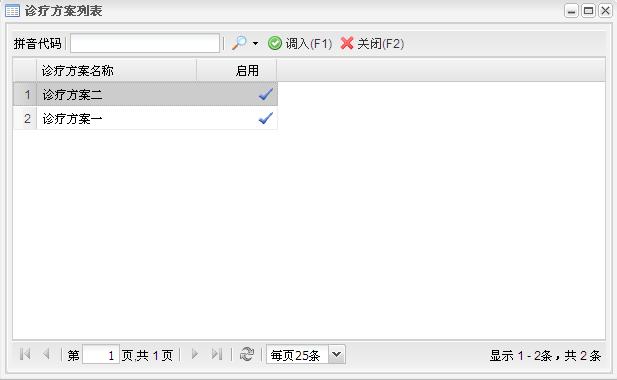 诊疗方案列表
拼音代码 调入(F1) 关闭(F2)
诊疗方案名称 启用
1 诊疗方案二
2 诊疗方案一
第 1 页,共 1 页 每页25条 显示 1 - 2条，共 2 条